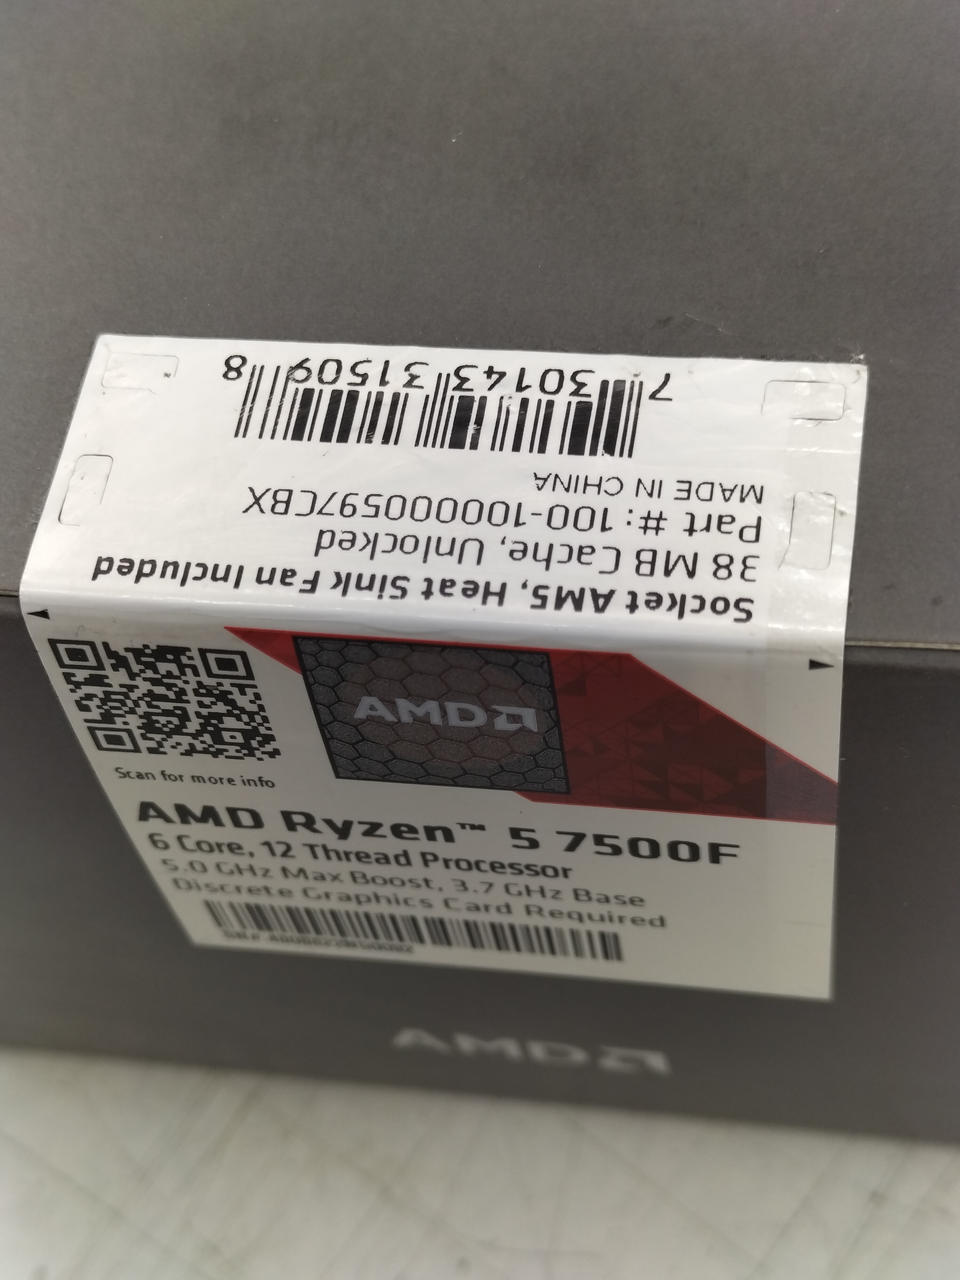 7 30143 31509 8
MADE IN CHINA
Part #: 100-100000597CBX
38 MB Cache, Unlocked
Socket AM5, Heat Sink Fan Included
AMD
Scan for more info
AMD Ryzen™ 5 7500F
6 Core, 12 Thread Processor
5.0 GHz Max Boost, 3.7 GHz Base
Discrete Graphics Card Required
AMD